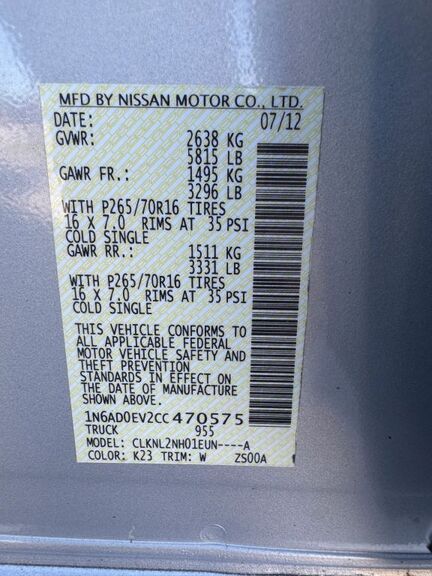 MFD BY NISSAN MOTOR CO., LTD.
DATE: 07/12
GVWR: 2638 KG
5815 LB
GAWR FR.: 1495 KG
3296 LB
WITH P265/70R16 TIRES
16 X 7.0 RIMS AT 35 PSI
COLD SINGLE
GAWR RR.: 1511 KG
3331 LB
WITH P265/70R16 TIRES
16 X 7.0 RIMS AT 35 PSI
COLD SINGLE
THIS VEHICLE CONFORMS TO
ALL APPLICABLE FEDERAL
MOTOR VEHICLE SAFETY
AND THEFT PREVENTION
STANDARDS IN EFFECT ON
THE DATE OF MANUFACTURE
SHOWN ABOVE.
1N6AD0EV2CC470575
TRUCK 955
MODEL: CLKNL2NH01EUN----A
COLOR: K23 TRIM: W ZS00A